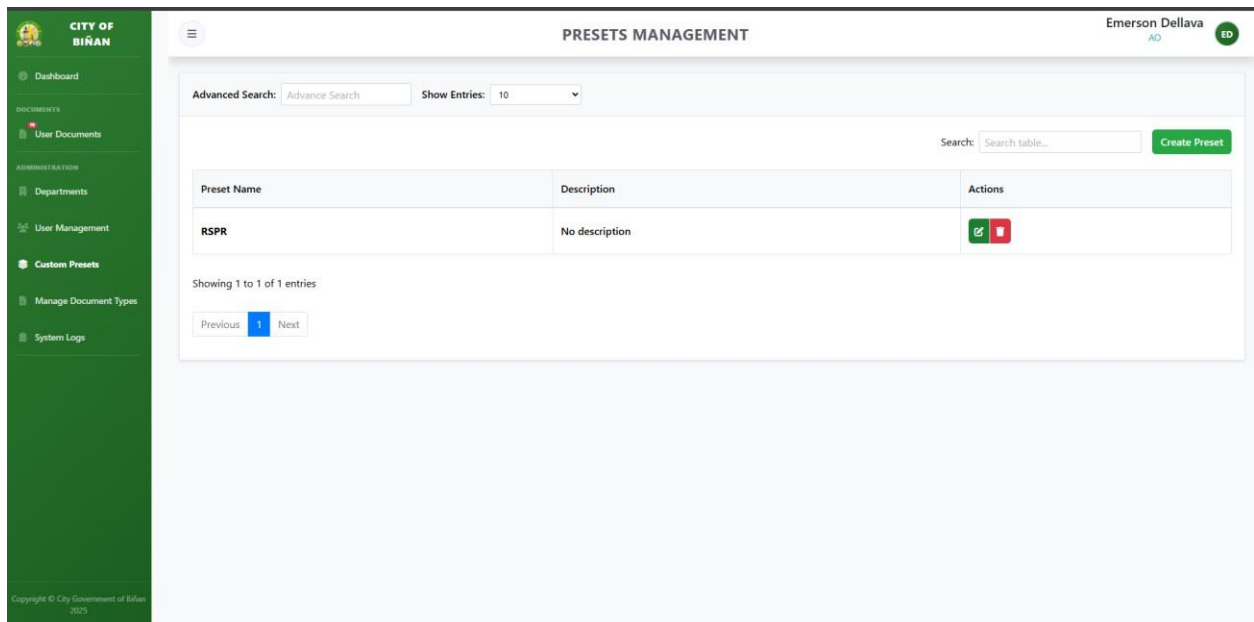 CITY OF
BIÑAN
Dashboard
DOCUMENTS
User Documents
ADMINISTRATION
Departments
User Management
Custom Presets
Manage Document Types
System Logs
Copyright © City Government of Biñan
2025
PRESETS MANAGEMENT
Emerson Dellava
AO
ED
Advanced Search: Advance Search Show Entries: 10
Search: Search table... Create Preset
Preset Name Description Actions
RSPR No description
Showing 1 to 1 of 1 entries
Previous 1 Next